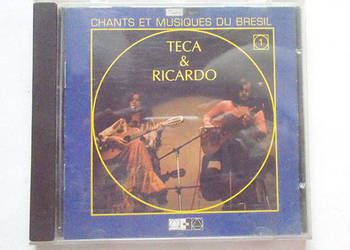 CHANTS ET MUSIQUES DU BRESIL
TECA
&
RICARDO
1